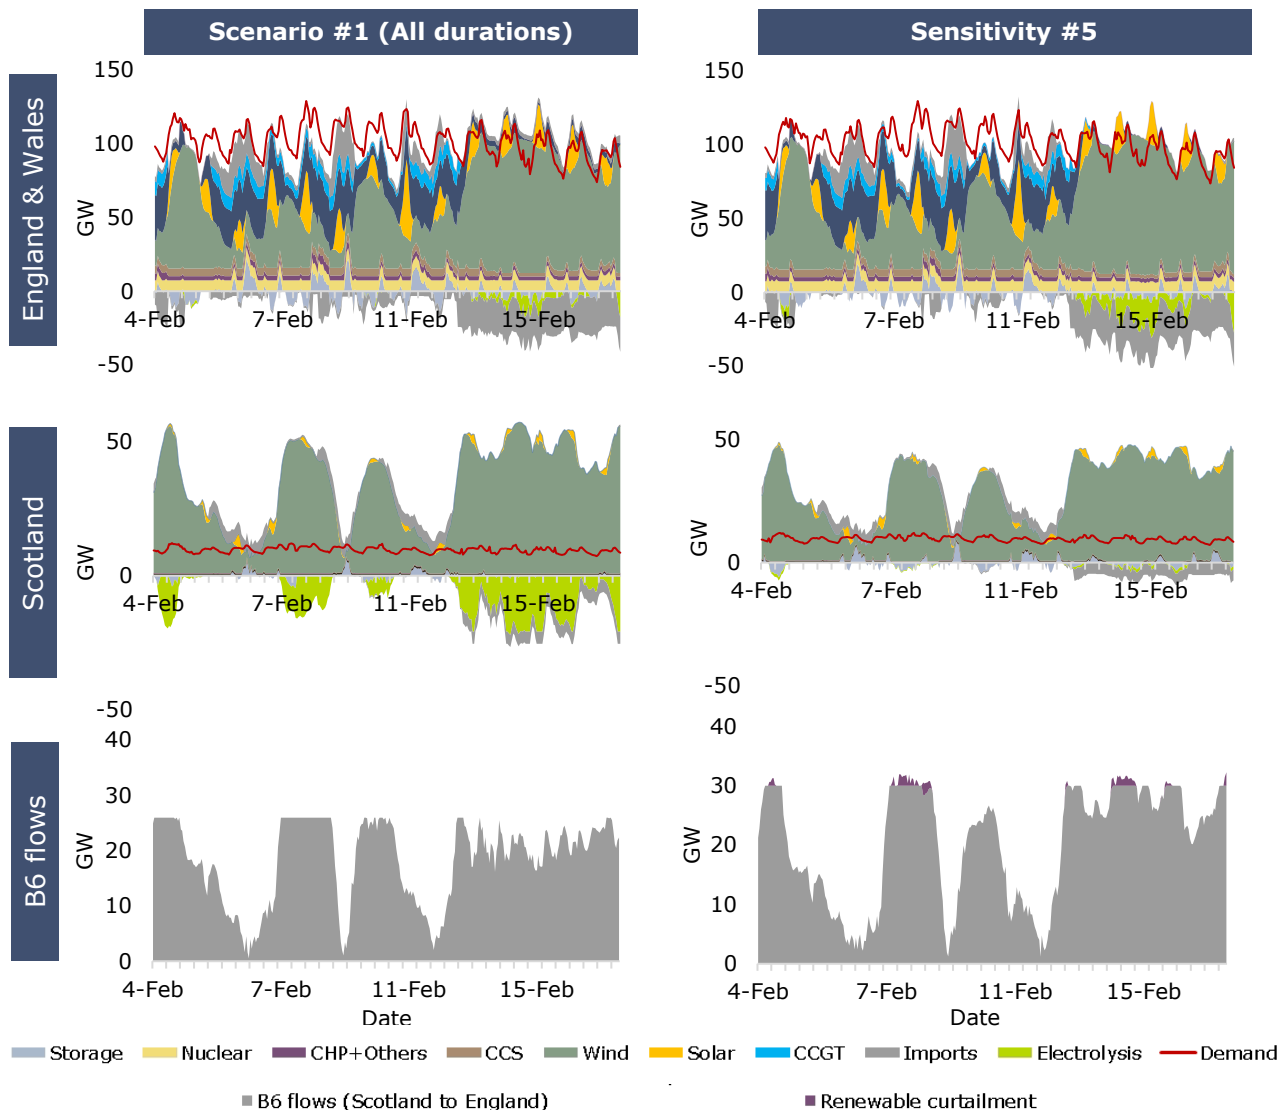 Scenario #1 (All durations)
Sensitivity #5
England & Wales
GW
150
100
50
0
-50
4-Feb 7-Feb 11-Feb 15-Feb
GW
150
100
50
0
-50
4-Feb 7-Feb 11-Feb 15-Feb
Scotland
GW
50
0
-50
4-Feb 7-Feb 11-Feb 15-Feb
GW
50
0
-50
4-Feb 7-Feb 11-Feb 15-Feb
B6 flows
GW
40
30
20
10
0
4-Feb 7-Feb 11-Feb 15-Feb
Date
GW
40
30
20
10
0
4-Feb 7-Feb 11-Feb 15-Feb
Date
Storage Nuclear CHP+Others CCS Wind Solar CCGT Imports Electrolysis Demand
B6 flows (Scotland to England) Renewable curtailment